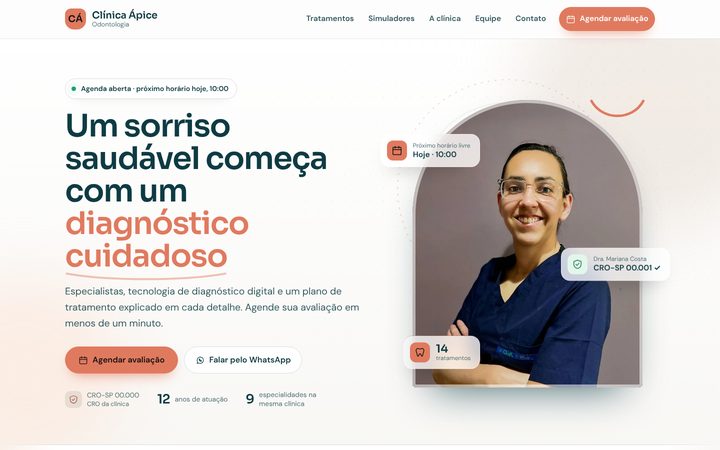 CÁ
Clínica Ápice
Odontologia
Tratamentos
Simuladores
A clínica
Equipe
Contato
Agendar avaliação
Agenda aberta · próximo horário hoje, 10:00
Um sorriso
saudável começa
com um
diagnóstico
cuidadoso
Especialistas, tecnologia de diagnóstico digital e um plano de
tratamento explicado em cada detalhe. Agende sua avaliação em
menos de um minuto.
Agendar avaliação
Falar pelo WhatsApp
CRO-SP 00.000
CRO da clínica
12 anos de atuação
9 especialidades na
mesma clínica
Próximo horário livre
Hoje · 10:00
Dra. Mariana Costa
CRO-SP 00.001 ✓
14
tratamentos